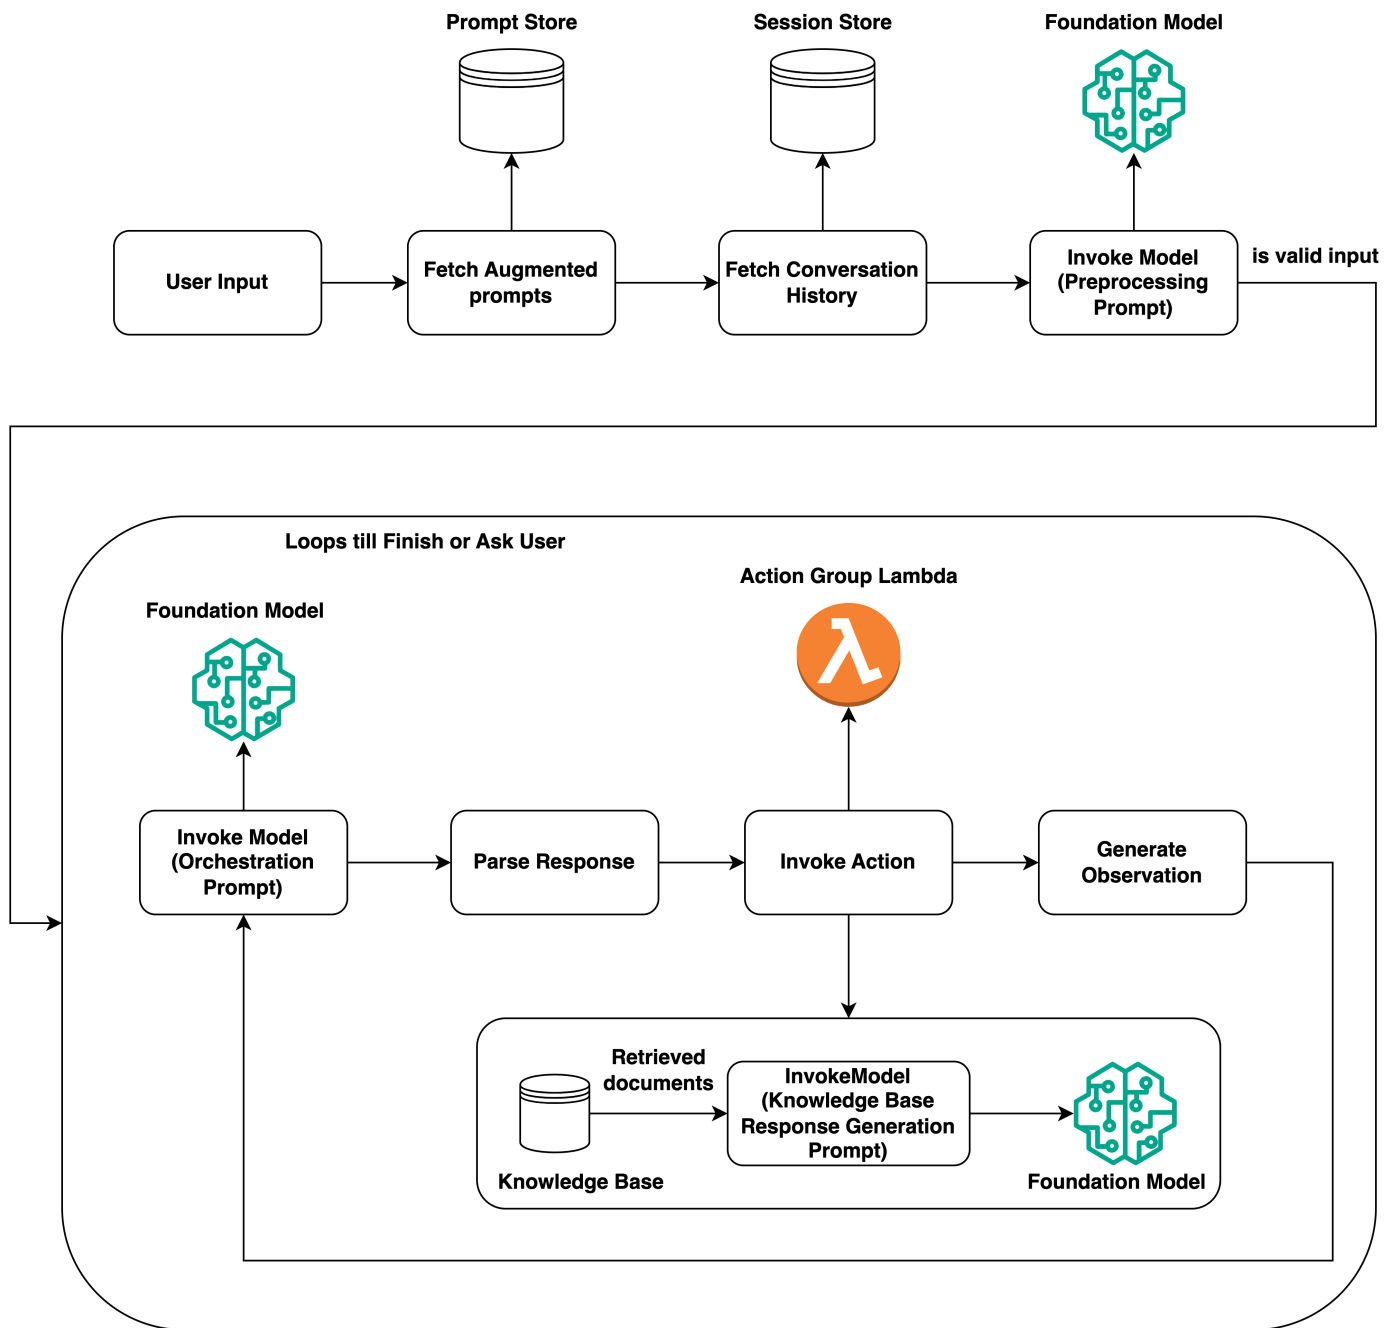 Prompt Store
Session Store
Foundation Model
User Input
Fetch Augmented
prompts
Fetch Conversation
History
Invoke Model
(Preprocessing
Prompt)
is valid input
Loops till Finish or Ask User
Action Group Lambda
Foundation Model
Invoke Model
(Orchestration
Prompt)
Parse Response
Invoke Action
Generate
Observation
Retrieved
documents
InvokeModel
(Knowledge Base
Response Generation
Prompt)
Knowledge Base
Foundation Model